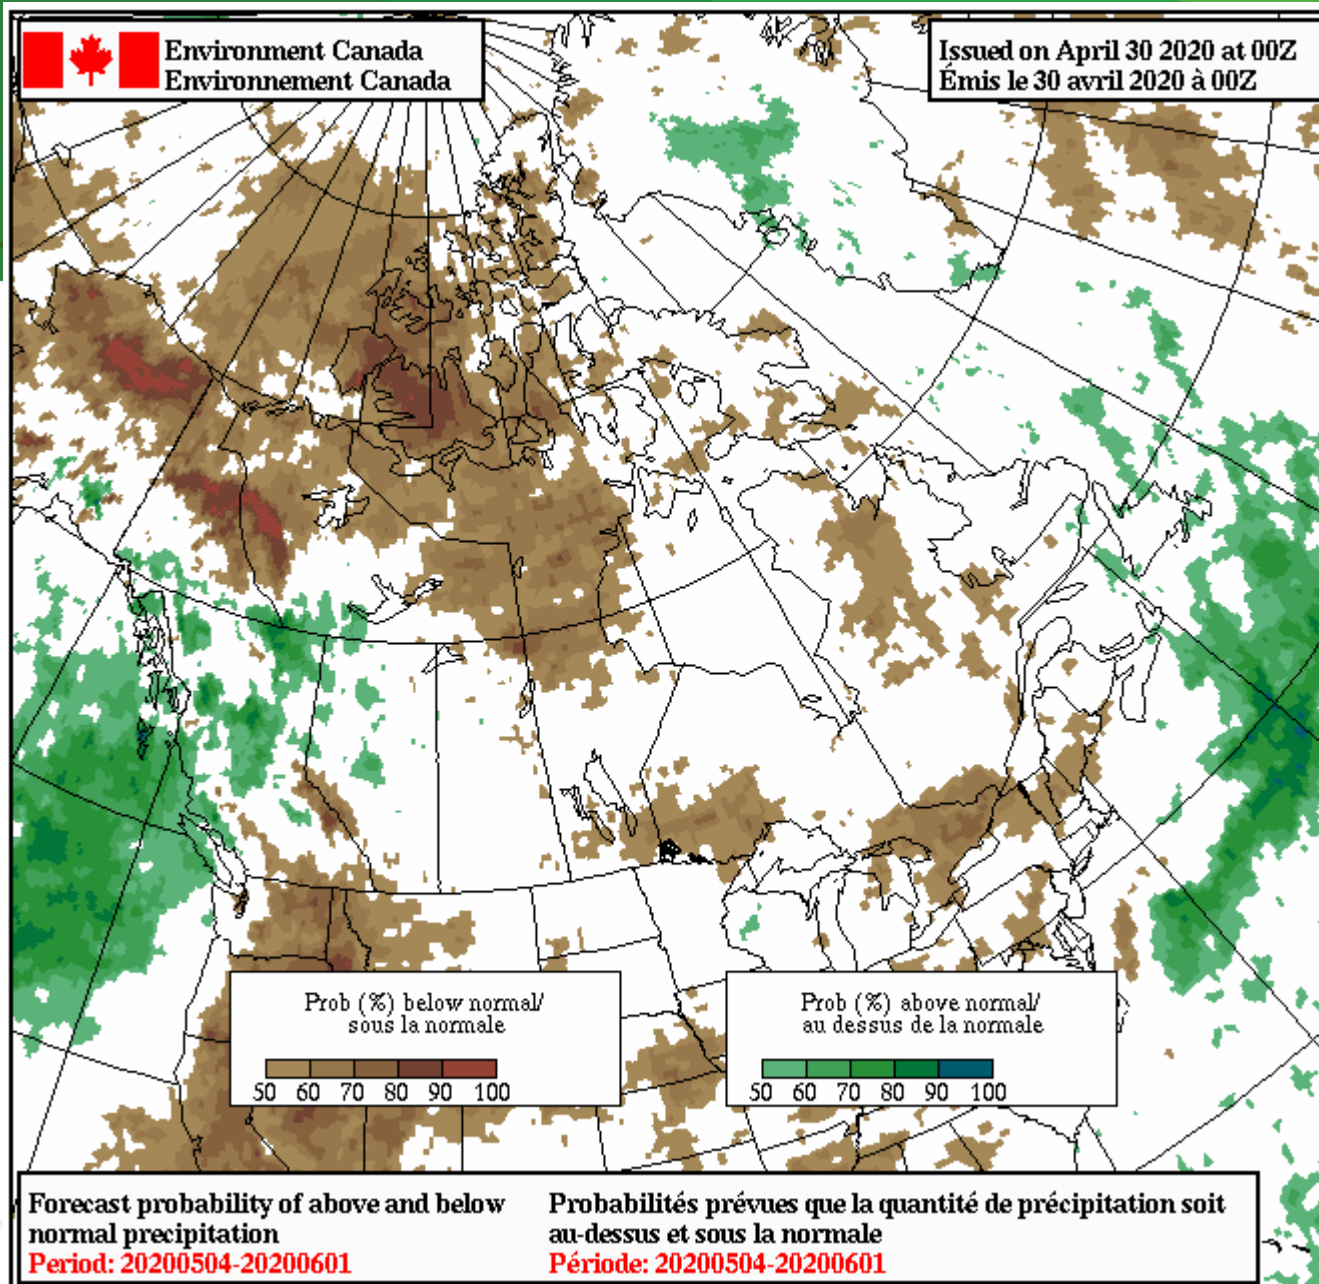 Environment Canada
Environnement Canada
Issued on April 30 2020 at 00Z
Émis le 30 avril 2020 à 00Z
Prob (%) below normal/
sous la normale
50 60 70 80 90 100
Prob (%) above normal/
au dessus de la normale
50 60 70 80 90 100
Forecast probability of above and below
normal precipitation
Period: 20200504-20200601
Probabilités prévues que la quantité de précipitation soit
au-dessus et sous la normale
Période: 20200504-20200601